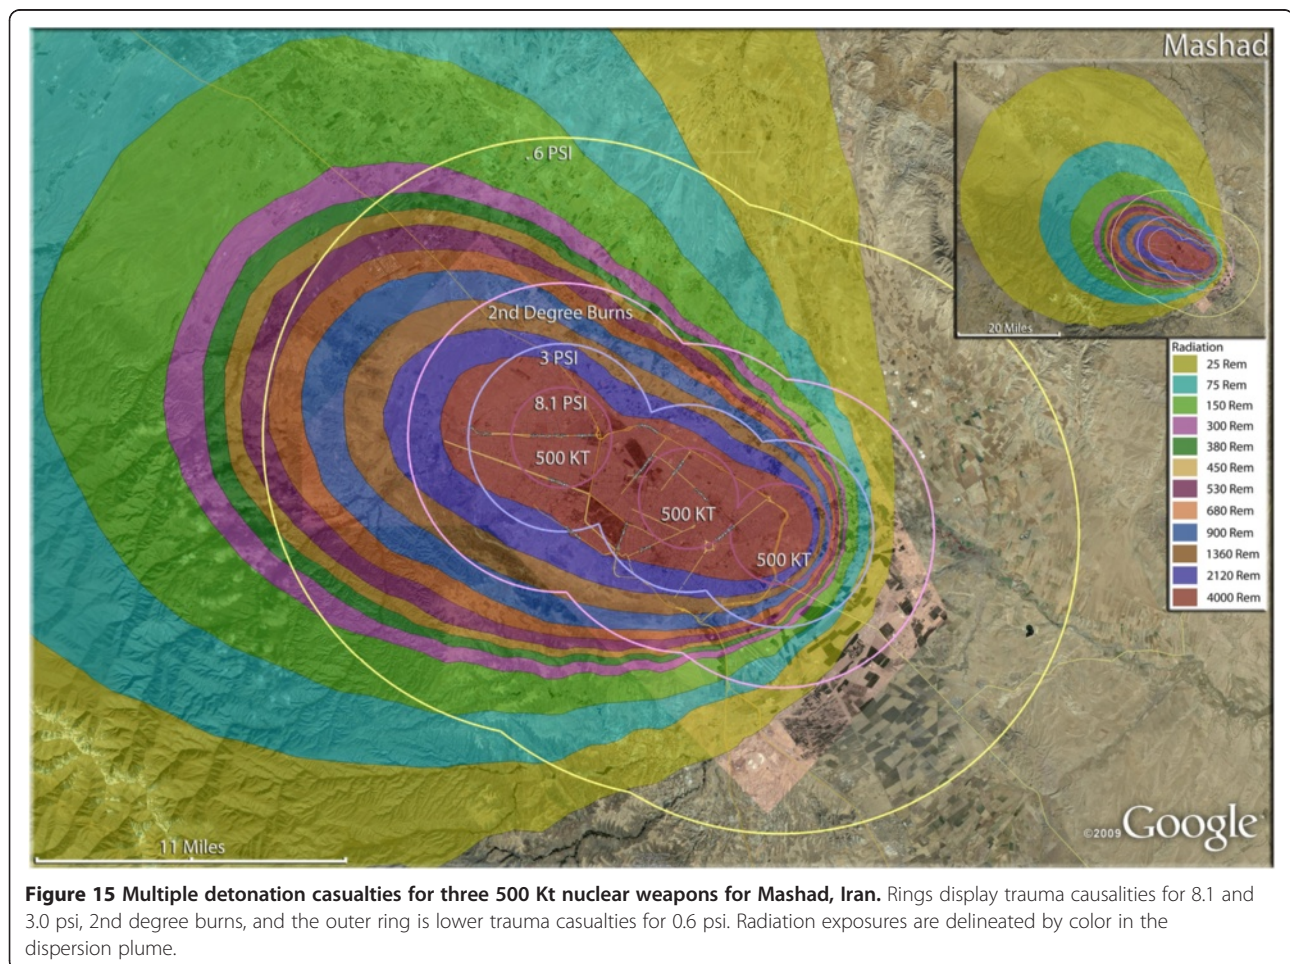 Mashad
.6 PSI
2nd Degree Burns
3 PSI
8.1 PSI
500 KT
500 KT
500 KT
20 Miles
Radiation
25 Rem
75 Rem
150 Rem
300 Rem
380 Rem
450 Rem
530 Rem
680 Rem
900 Rem
1360 Rem
2120 Rem
4000 Rem
11 Miles
©2009 Google
Figure 15 Multiple detonation casualties for three 500 Kt nuclear weapons for Mashad, Iran. Rings display trauma causalities for 8.1 and
3.0 psi, 2nd degree burns, and the outer ring is lower trauma casualties for 0.6 psi. Radiation exposures are delineated by color in the
dispersion plume.